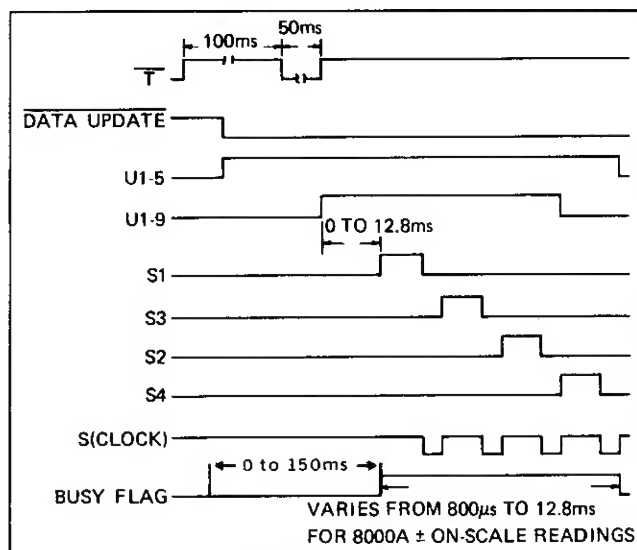 50ms
100ms
T
DATA UPDATE
U1-5
U1-9
0 TO 12.8ms
S1
S3
S2
S4
S(CLOCK)
0 to 150ms
BUSY FLAG
VARIES FROM 800μs TO 12.8ms
FOR 8000A ± ON-SCALE READINGS